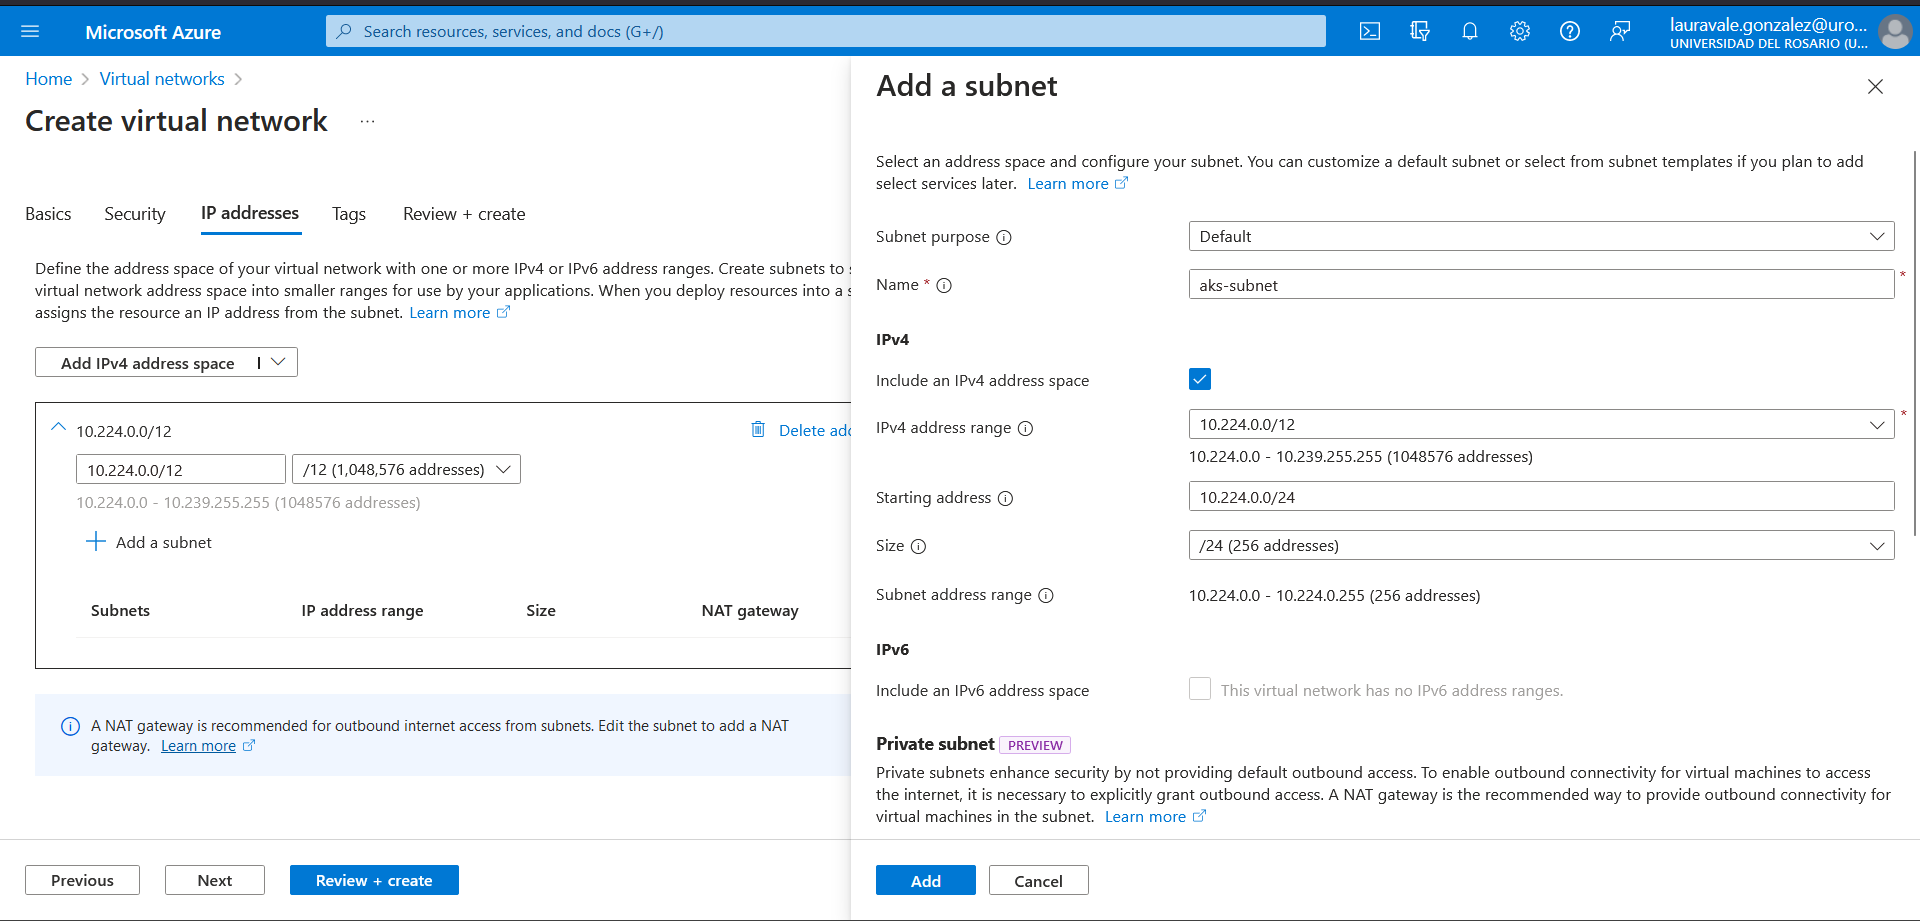 Microsoft Azure
Search resources, services, and docs (G+/)
lauravale.gonzalez@uro...
UNIVERSIDAD DEL ROSARIO (U...
Home > Virtual networks >
Create virtual network ...
Basics Security IP addresses Tags Review + create
Define the address space of your virtual network with one or more IPv4 or IPv6 address ranges. Create subnets to s
virtual network address space into smaller ranges for use by your applications. When you deploy resources into a s
assigns the resource an IP address from the subnet. Learn more
Add IPv4 address space |
10.224.0.0/12
Delete add
10.224.0.0/12 /12 (1,048,576 addresses)
10.224.0.0 - 10.239.255.255 (1048576 addresses)
+ Add a subnet
Subnets IP address range Size NAT gateway
A NAT gateway is recommended for outbound internet access from subnets. Edit the subnet to add a NAT
gateway. Learn more
Previous Next Review + create
Add a subnet
Select an address space and configure your subnet. You can customize a default subnet or select from subnet templates if you plan to add
select services later. Learn more
Subnet purpose Default
Name * aks-subnet *
IPv4
Include an IPv4 address space
IPv4 address range 10.224.0.0/12 *
10.224.0.0 - 10.239.255.255 (1048576 addresses)
Starting address 10.224.0.0/24
Size /24 (256 addresses)
Subnet address range 10.224.0.0 - 10.224.0.255 (256 addresses)
IPv6
Include an IPv6 address space This virtual network has no IPv6 address ranges.
Private subnet PREVIEW
Private subnets enhance security by not providing default outbound access. To enable outbound connectivity for virtual machines to access
the internet, it is necessary to explicitly grant outbound access. A NAT gateway is the recommended way to provide outbound connectivity for
virtual machines in the subnet. Learn more
Add Cancel